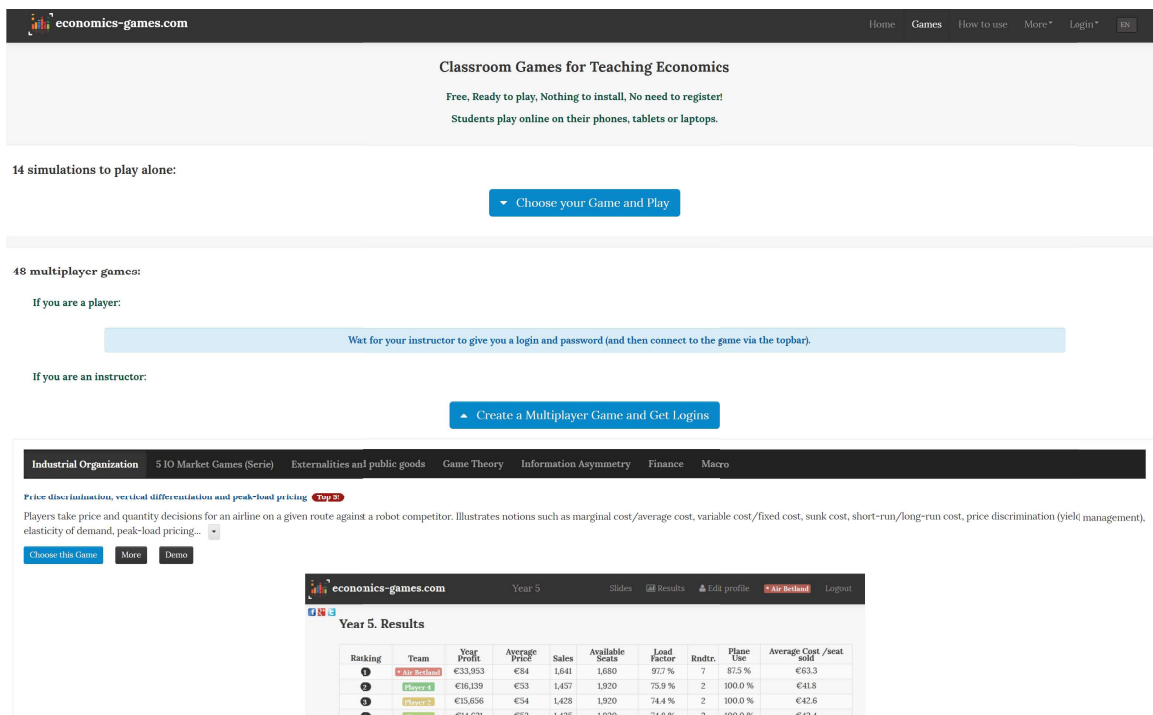 economics-games.com Home Games How to use More Login EN
Classroom Games for Teaching Economics
Free, Ready to play, Nothing to install, No need to register!
Students play online on their phones, tablets or laptops.
14 simulations to play alone:
Choose your Game and Play
48 multiplayer games:
If you are a player:
Wat for your instructor to give you a login and password (and then connect to the game via the topbar).
If you are an instructor:
Create a Multiplayer Game and Get Logins
Industrial Organization 5 IO Market Games (Serie) Externalities and public goods Game Theory Information Asymmetry Finance Macro
Price discrimination, vertical differentiation and peak-load pricing Top 3!
Players take price and quantity decisions for an airline on a given route against a robot competitor. Illustrates notions such as marginal cost/average cost, variable cost/fixed cost, sunk cost, short-run/long-run cost, price discrimination (yield management),
elasticity of demand, peak-load pricing...
Choose this Game More Demo
economics-games.com Year 5 Slides Results Edit profile * Air Betland Logout
Year 5. Results
Ranking Team Year Profit Average Price Sales Available Seats Load Factor Rndtr. Plane Use Average Cost /seat sold
1 * Air Betland €33,953 €84 1,641 1,680 97.7 % 7 87.5 % €63.3
2 Player 4 €16,139 €53 1,457 1,920 75.9 % 2 100.0 % €41.8
3 Player 2 €15,656 €54 1,428 1,920 74.4 % 2 100.0 % €42.6